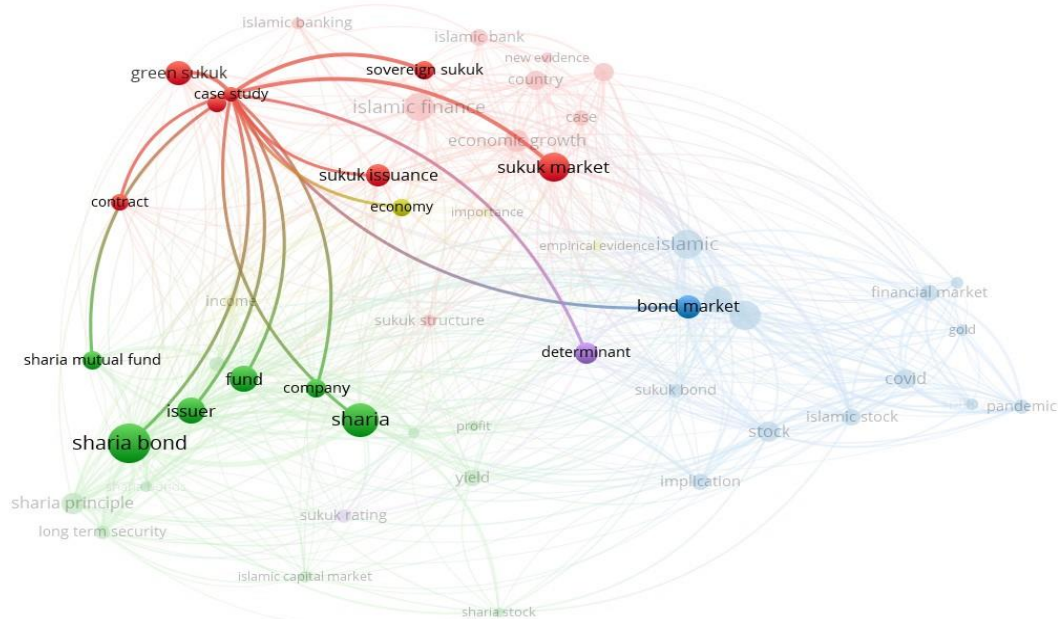 islamic banking
islamic bank
new evidence
green sukuk
sovereign sukuk
country
case study
islamic finance
case
economic growth
sukuk market
sukuk issuance
contract
economy
importance
empirical evidence
islamic
income
financial market
bond market
sukuk structure
gold
sharia mutual fund
determinant
fund
company
sukuk bond
covid
issuer
islamic stock
pandemic
sharia
profit
stock
sharia bond
yield
implication
sharia principle
sukuk rating
long term security
islamic capital market
sharia stock